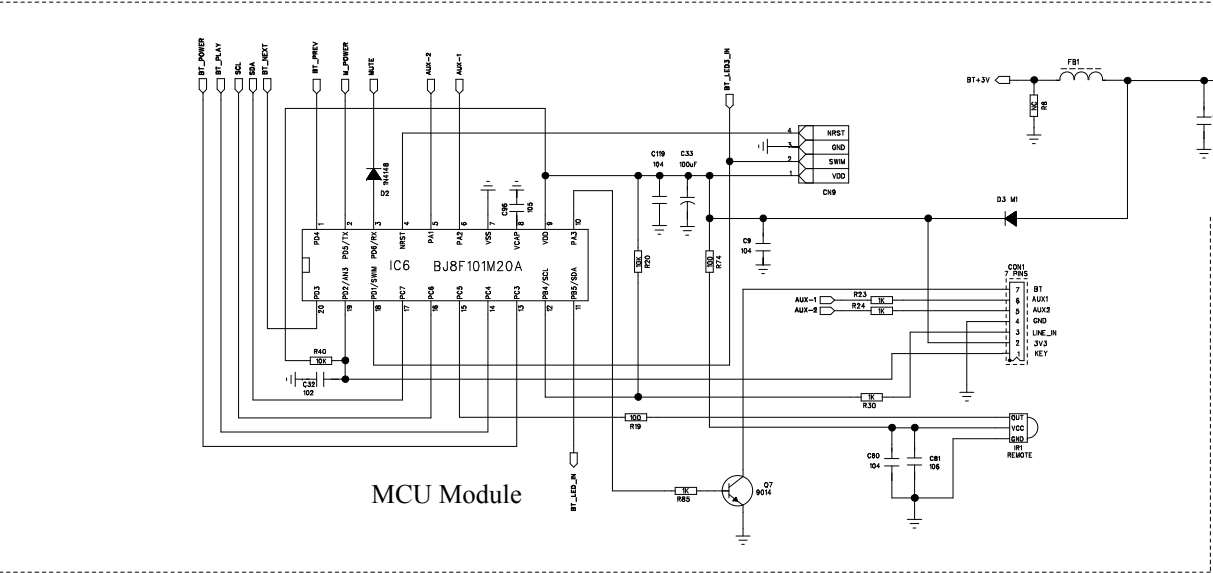 BT_POWER
BT_PLAY
SCL
SDA
BT_NEXT
BT_PREV
M_POWER
MUTE
AUX-2
AUX-1
BT_LED3_IN
BT+3V
FB1
NC
R6
1N4148
D2
C119
104
C33
100uF
4 NRST
3 GND
2 SWIM
1 VDD
CN9
C96
105
1
2
3
4
5
6
7
8
9
10
PD4
PD5/TX
PD6/RX
NRST
PA1
PA2
VSS
VCAP
VDD
PA3
IC6 BJ8F101M20A
PD3
PD2/AN3
PD1/SWIM
PC7
PC6
PC5
PC4
PC3
PB4/SCL
PB5/SDA
20
19
18
17
16
15
14
13
12
11
10K
R20
100
R74
C9
104
D3 M1
CON1
7 PINS
7 BT
6 AUX1
5 AUX2
4 GND
3 LINE_IN
2 3V3
1 KEY
AUX-1
R23
1K
AUX-2
R24
1K
R40
10K
C32
102
1K
R30
100
R19
OUT
VCC
GND
IR1
REMOTE
C80
104
C81
106
BT_LED_IN
MCU Module
1K
R85
Q7
9014